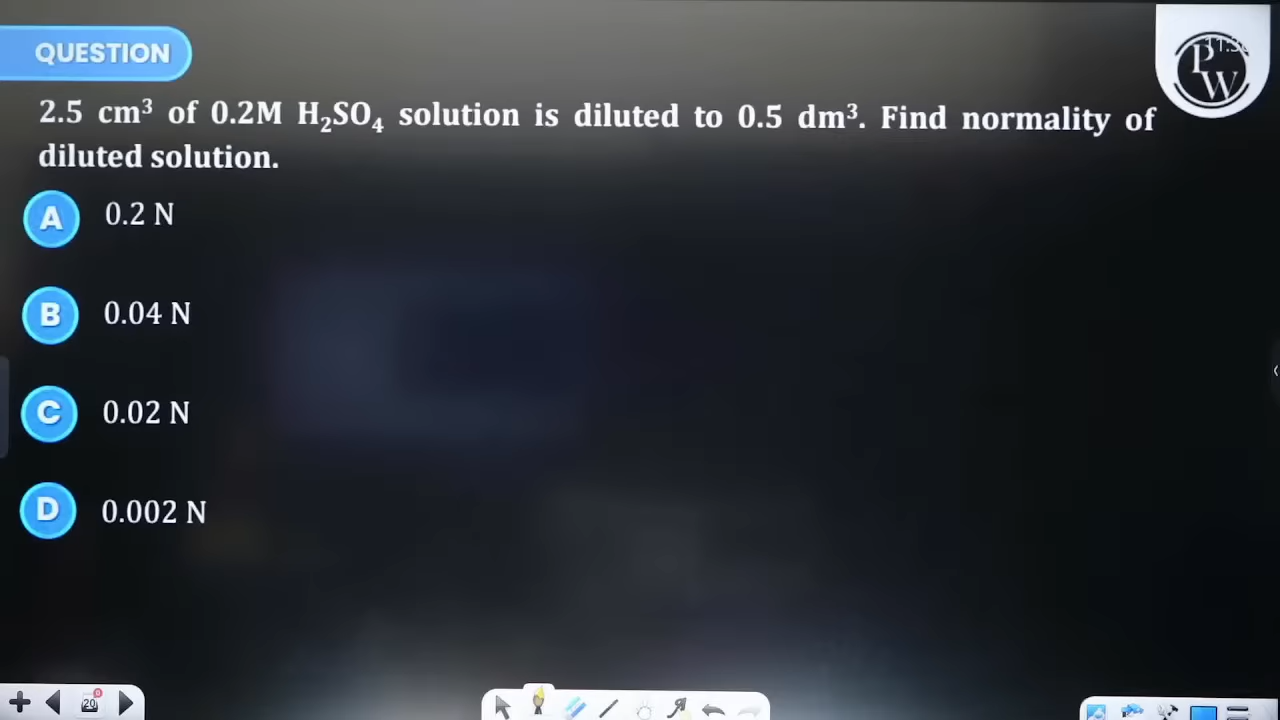 QUESTION
2.5 cm³ of 0.2M H₂SO₄ solution is diluted to 0.5 dm³. Find normality of
diluted solution.
A 0.2 N
B 0.04 N
C 0.02 N
D 0.002 N
P
W
20